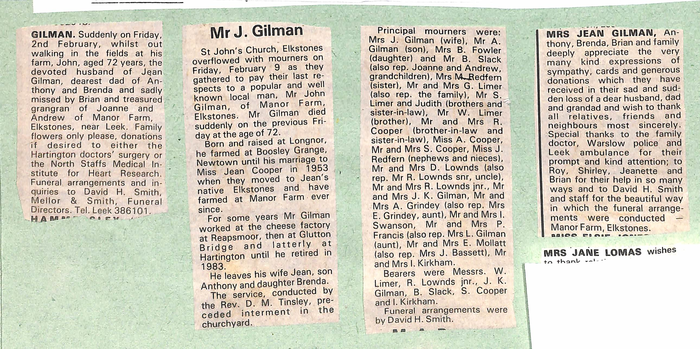 GILMAN. Suddenly on Friday,
2nd February, whilst out
walking in the fields at his
farm, John, aged 72 years, the
devoted husband of Jean
Gilman, dearest dad of An-
thony and Brenda and sadly
missed by Brian and treasured
grangran of Joanne and
Andrew of Manor Farm,
Elkstones, near Leek. Family
flowers only please, donations
if desired to either the
Hartington doctors' surgery or
the North Staffs Medical In-
stitute for Heart Research.
Funeral arrangements and in-
quiries to David H. Smith,
Mellor & Smith, Funeral
Directors. Tel. Leek 386101.
Mr J. Gilman
St John's Church, Elkstones
overflowed with mourners on
Friday, February 9 as they
gathered to pay their last re-
spects to a popular and well
known local man, Mr John
Gilman, of Manor Farm,
Elkstones. Mr Gilman died
suddenly on the previous Fri-
day at the age of 72.
Born and raised at Longnor,
he farmed at Boosley Grange,
Newtown until his marriage to
Miss Jean Cooper in 1953
when they moved to Jean's
native Elkstones and have
farmed at Manor Farm ever
since.
For some years Mr Gilman
worked at the cheese factory
at Reapsmoor, then at Glutton
Bridge and latterly at
Hartington until he retired in
1983.
He leaves his wife Jean, son
Anthony and daughter Brenda.
The service, conducted by
the Rev. D. M. Tinsley, pre-
ceded interment in the
churchyard.
Principal mourners were:
Mrs J. Gilman (wife), Mr A.
Gilman (son), Mrs B. Fowler
(daughter) and Mr B. Slack
(also rep. Joanne and Andrew,
grandchildren), Mrs M. Redfern
(sister), Mr and Mrs G. Limer
(also rep. the family), Mr S.
Limer and Judith (brothers and
sister-in-law), Mr W. Limer
(brother), Mr and Mrs R.
Cooper (brother-in-law and
sister-in-law), Miss A. Cooper,
Mr and Mrs S. Cooper, Miss J.
Redfern (nephews and nieces),
Mr and Mrs D. Lownds (also
rep. Mr R. Lownds snr, uncle),
Mr and Mrs R. Lownds jnr., Mr
and Mrs J. K. Gilman, Mr and
Mrs A. Grindey (also rep. Mrs
E. Grindey, aunt), Mr and Mrs I.
Swanson, Mr and Mrs P.
Francis (also rep. Mrs L. Gilman
(aunt), Mr and Mrs E. Mollatt
(also rep. Mrs J. Bassett), Mr
and Mrs I. Kirkham.
Bearers were Messrs. W.
Limer, R. Lownds jnr., J. K.
Gilman, B. Slack, S. Cooper
and I. Kirkham.
Funeral arrangements were
by David H. Smith.
MRS JEAN GILMAN, An-
thony, Brenda, Brian and family
deeply appreciate the very
many kind expressions of
sympathy, cards and generous
donations which they have
received in their sad and sud-
den loss of a dear husband, dad
and grandad and wish to thank
all relatives, friends and
neighbours most sincerely.
Special thanks to the family
doctor, Warslow police and
Leek ambulance for their
prompt and kind attention; to
Roy, Shirley, Jeanette and
Brian for their help in so many
ways and to David H. Smith
and staff for the beautiful way
in which the funeral arrange-
ments were conducted —
Manor Farm, Elkstones.
MRS JANE LOMAS wishes
to thank